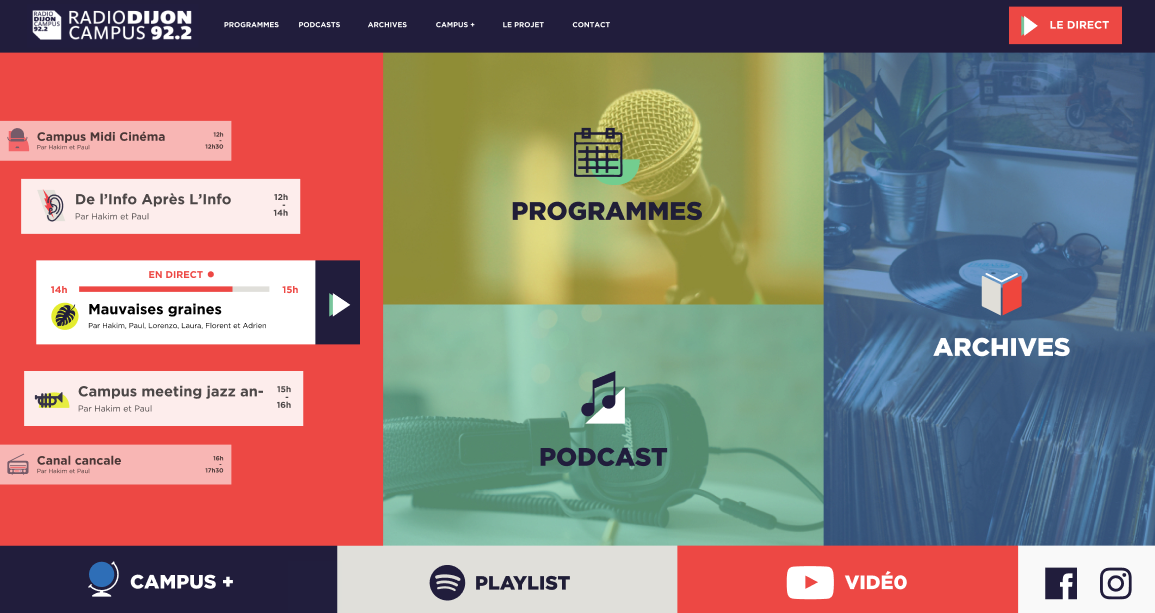 RADIO
DIJON
CAMPUS
92.2
RADIO DIJON
CAMPUS 92.2
PROGRAMMES
PODCASTS
ARCHIVES
CAMPUS +
LE PROJET
CONTACT
LE DIRECT
Campus Midi Cinéma
Par Hakim et Paul
12h
-
12h30
De l’Info Après L’Info
Par Hakim et Paul
12h
-
14h
EN DIRECT
14h
15h
Mauvaises graines
Par Hakim, Paul, Lorenzo, Laura, Florent et Adrien
Campus meeting jazz an-
Par Hakim et Paul
15h
-
16h
Canal cancale
Par Hakim et Paul
16h
-
17h30
PROGRAMMES
PODCAST
ARCHIVES
CAMPUS +
PLAYLIST
VIDÉO